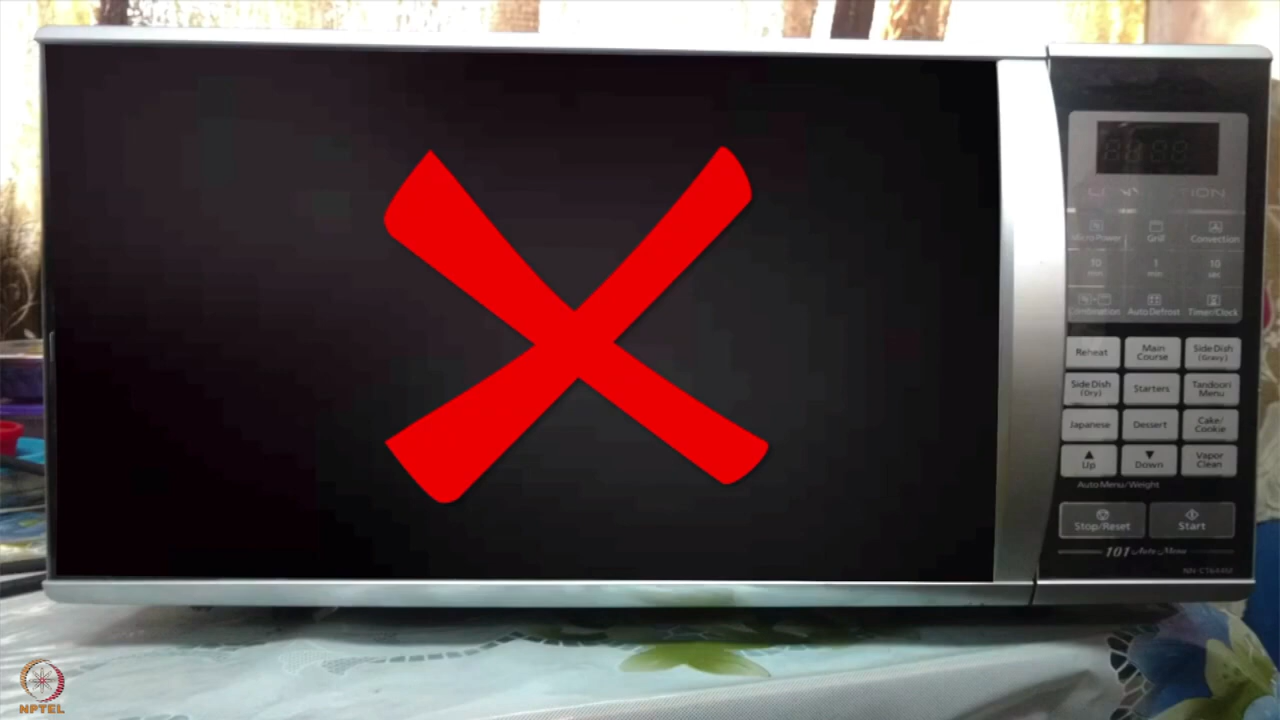 Micro Power
Grill
Convection
10
min
1
min
10
sec
Combination
Auto Defrost
Timer/Clock
Reheat
Main
Course
Side Dish
(Gravy)
Side Dish
(Dry)
Starters
Tandoori
Menu
Japanese
Dessert
Cake/
Cookie
Up
Down
Vapor
Clean
Auto Menu/Weight
Stop/Reset
Start
101 Auto Menu
NPTEL